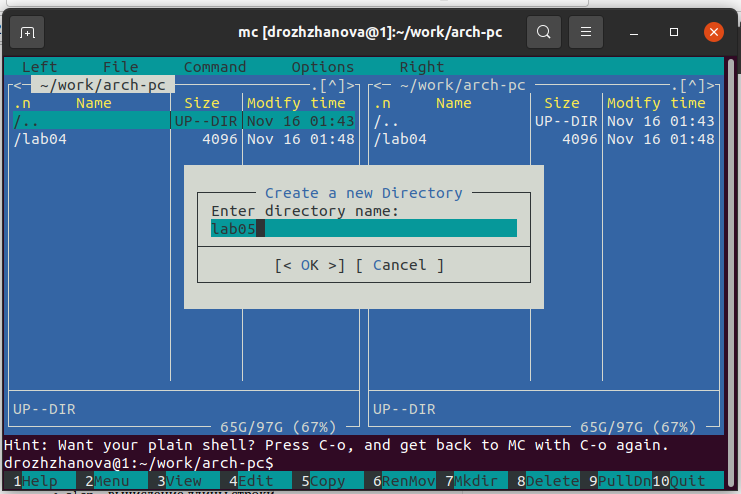 mc [drozhzhanova@1]:~/work/arch-pc
Left File Command Options Right
<— ~/work/arch-pc .[^]> <— ~/work/arch-pc .[^]>
.n Name Size Modify time .n Name Size Modify time
/.. UP--DIR Nov 16 01:43 /.. UP--DIR Nov 16 01:43
/lab04 4096 Nov 16 01:48 /lab04 4096 Nov 16 01:48
Create a new Directory
Enter directory name:
lab05
[< OK >] [ Cancel ]
UP--DIR UP--DIR
65G/97G (67%) 65G/97G (67%)
Hint: Want your plain shell? Press C-o, and get back to MC with C-o again.
drozhzhanova@1:~/work/arch-pc$
1Help 2Menu 3View 4Edit 5Copy 6RenMov 7Mkdir 8Delete 9PullDn 10Quit